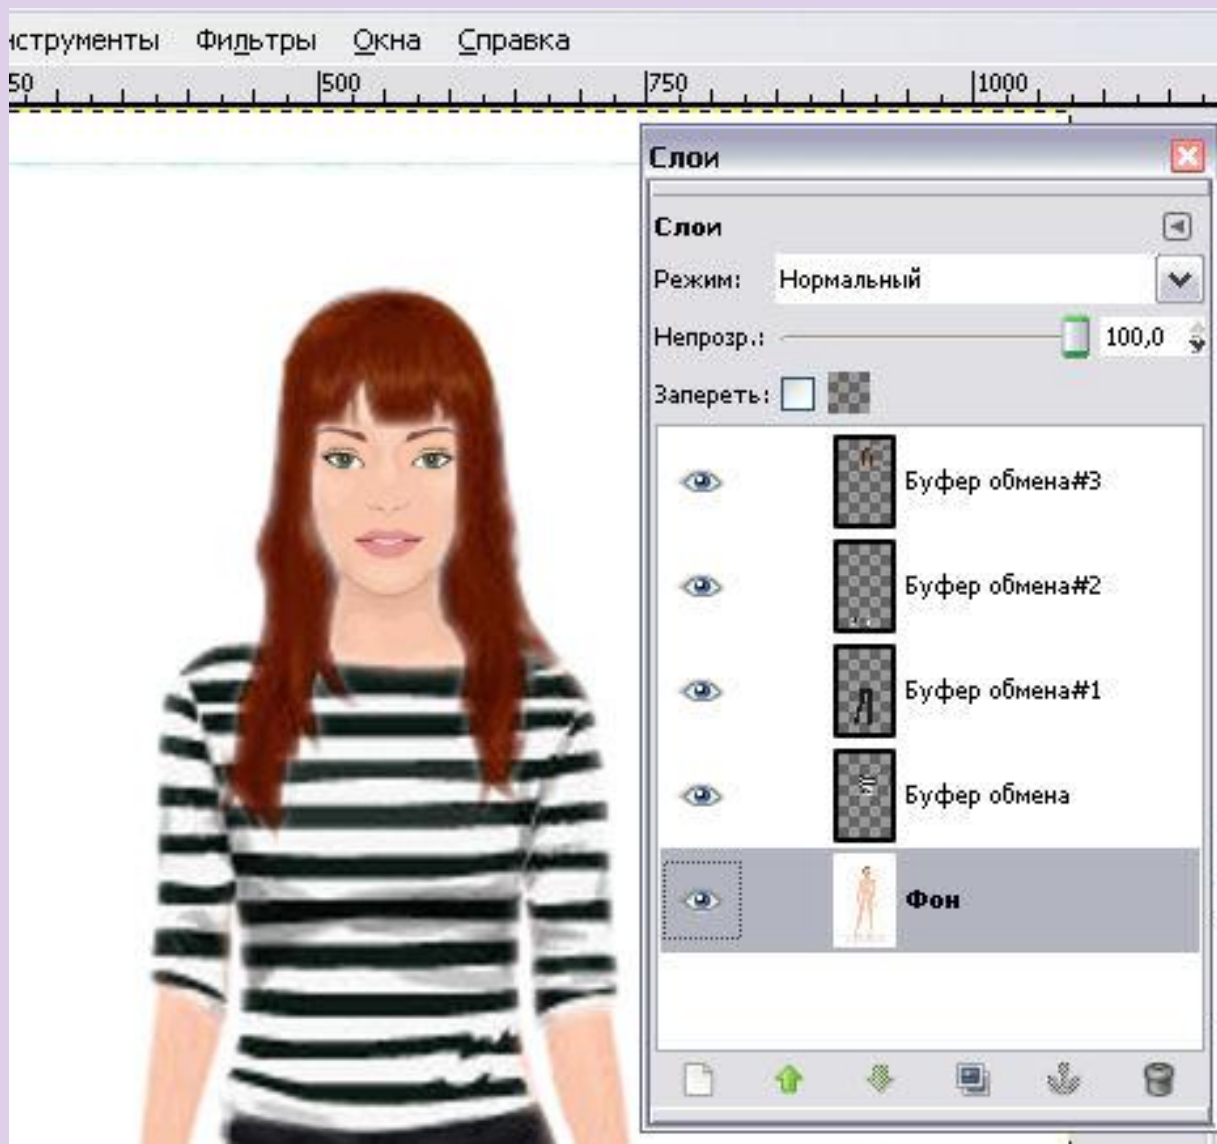 нструменты Фильтры Окна Справка
50 500 750 1000
Слои
Слои
Режим: Нормальный
Непрозр.: 100,0
Запереть:
Буфер обмена#3
Буфер обмена#2
Буфер обмена#1
Буфер обмена
Фон